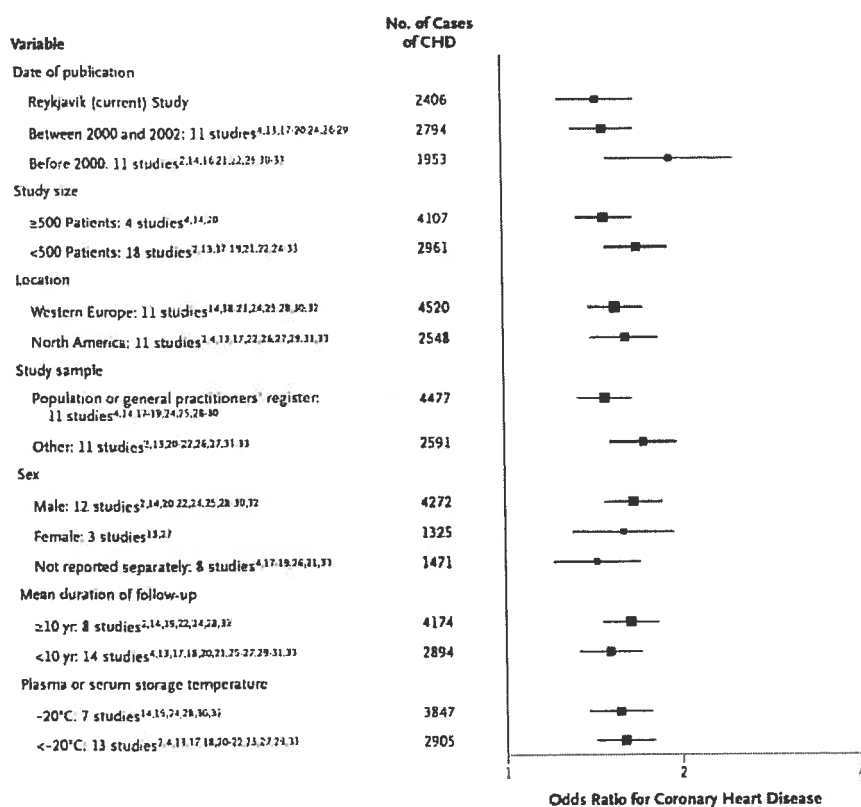 No. of Cases
of CHD
Variable
Date of publication
Reykjavik (current) Study 2406
Between 2000 and 2002: 11 studies 2794
Before 2000: 11 studies 1953
Study size
≥500 Patients: 4 studies 4107
<500 Patients: 18 studies 2961
Location
Western Europe: 11 studies 4520
North America: 11 studies 2548
Study sample
Population or general practitioners' register: 4477
11 studies
Other: 11 studies 2591
Sex
Male: 12 studies 4272
Female: 3 studies 1325
Not reported separately: 8 studies 1471
Mean duration of follow-up
≥10 yr: 8 studies 4174
<10 yr: 14 studies 2894
Plasma or serum storage temperature
-20°C: 7 studies 3847
<-20°C: 13 studies 2905
1 2 4
Odds Ratio for Coronary Heart Disease